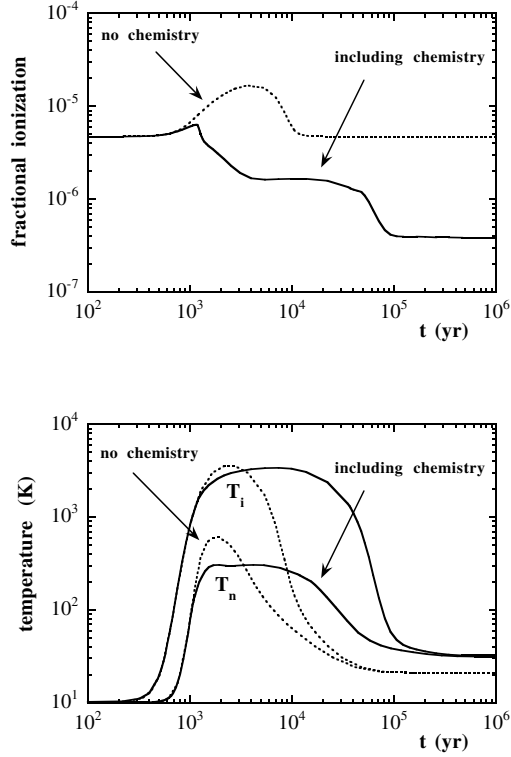 10^-4
no chemistry
including chemistry
10^-5
fractional ionization
10^-6
10^-7
10^2 10^3 10^4 10^5 10^6
t (yr)
10^4
no chemistry
including chemistry
T_i
10^3
temperature (K)
T_n
10^2
10^1
10^2 10^3 10^4 10^5 10^6
t (yr)